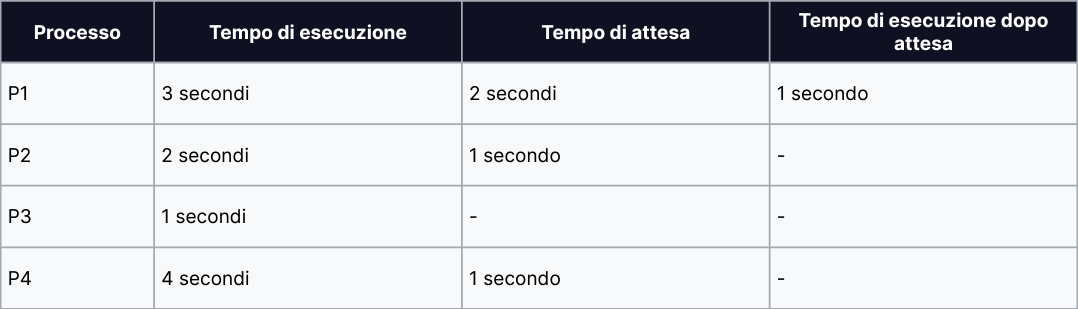 Processo Tempo di esecuzione Tempo di attesa Tempo di esecuzione dopo
attesa
P1 3 secondi 2 secondi 1 secondo
P2 2 secondi 1 secondo -
P3 1 secondi - -
P4 4 secondi 1 secondo -